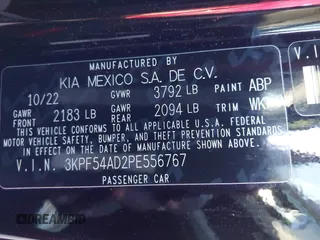 MANUFACTURED BY
KIA MEXICO S.A. DE C.V.
10/22 GVWR 3792 LB PAINT ABP
GAWR FRONT 2183 LB GAWR REAR 2094 LB TRIM WK
THIS VEHICLE CONFORMS TO ALL APPLICABLE U.S. FEDERAL
MOTOR VEHICLE SAFETY, BUMPER, AND THEFT PREVENTION
STANDARDS IN EFFECT ON THE DATE OF MANUFACTURE SHOWN ABOVE.
V.I.N. 3KPF54AD2PE556767
PASSENGER CAR
V.I
DREAMBID